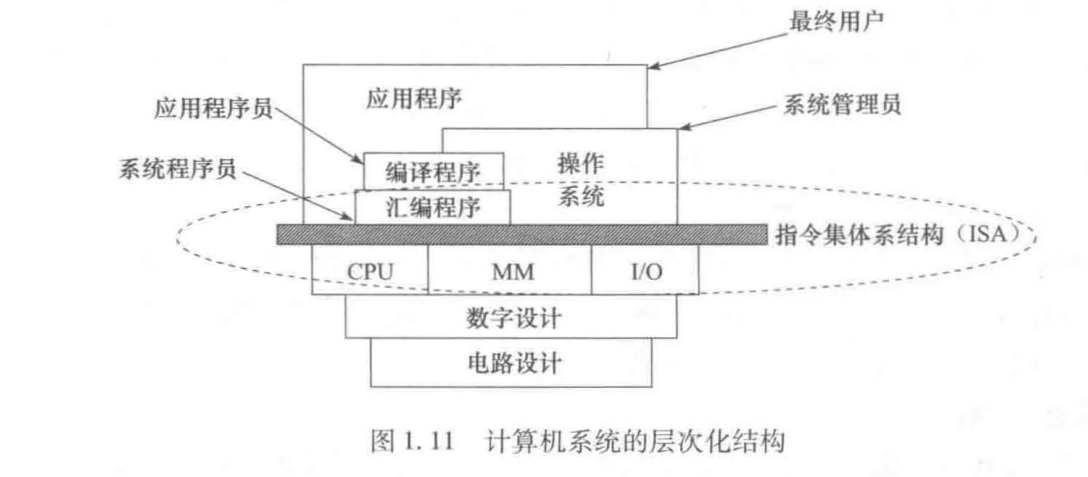 最终用户
应用程序
应用程序员
系统管理员
编译程序
操作
系统程序员
系统
汇编程序
指令集体系结构（ISA）
CPU
MM
I/O
数字设计
电路设计
图 1.11 计算机系统的层次化结构